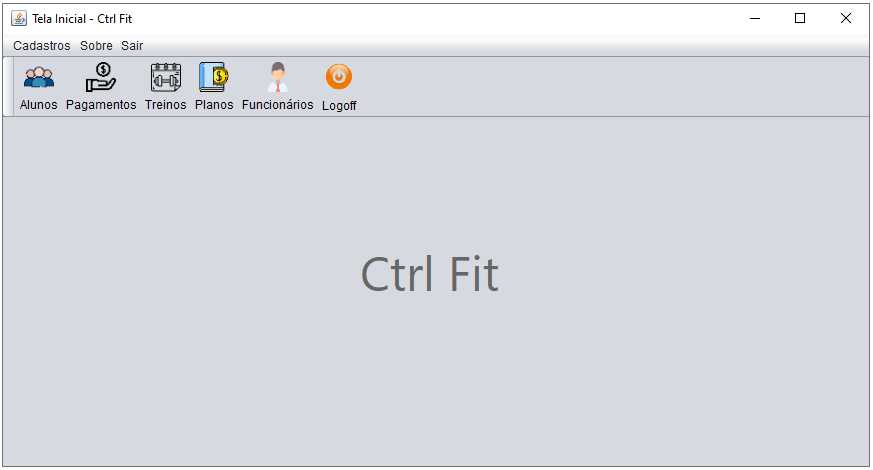 Tela Inicial - Ctrl Fit
Cadastros Sobre Sair
Alunos Pagamentos Treinos Planos Funcionários Logoff
Ctrl Fit